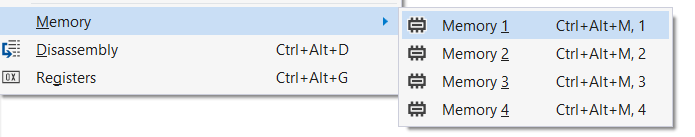 Memory
Disassembly Ctrl+Alt+D
0X Registers Ctrl+Alt+G
Memory 1 Ctrl+Alt+M, 1
Memory 2 Ctrl+Alt+M, 2
Memory 3 Ctrl+Alt+M, 3
Memory 4 Ctrl+Alt+M, 4